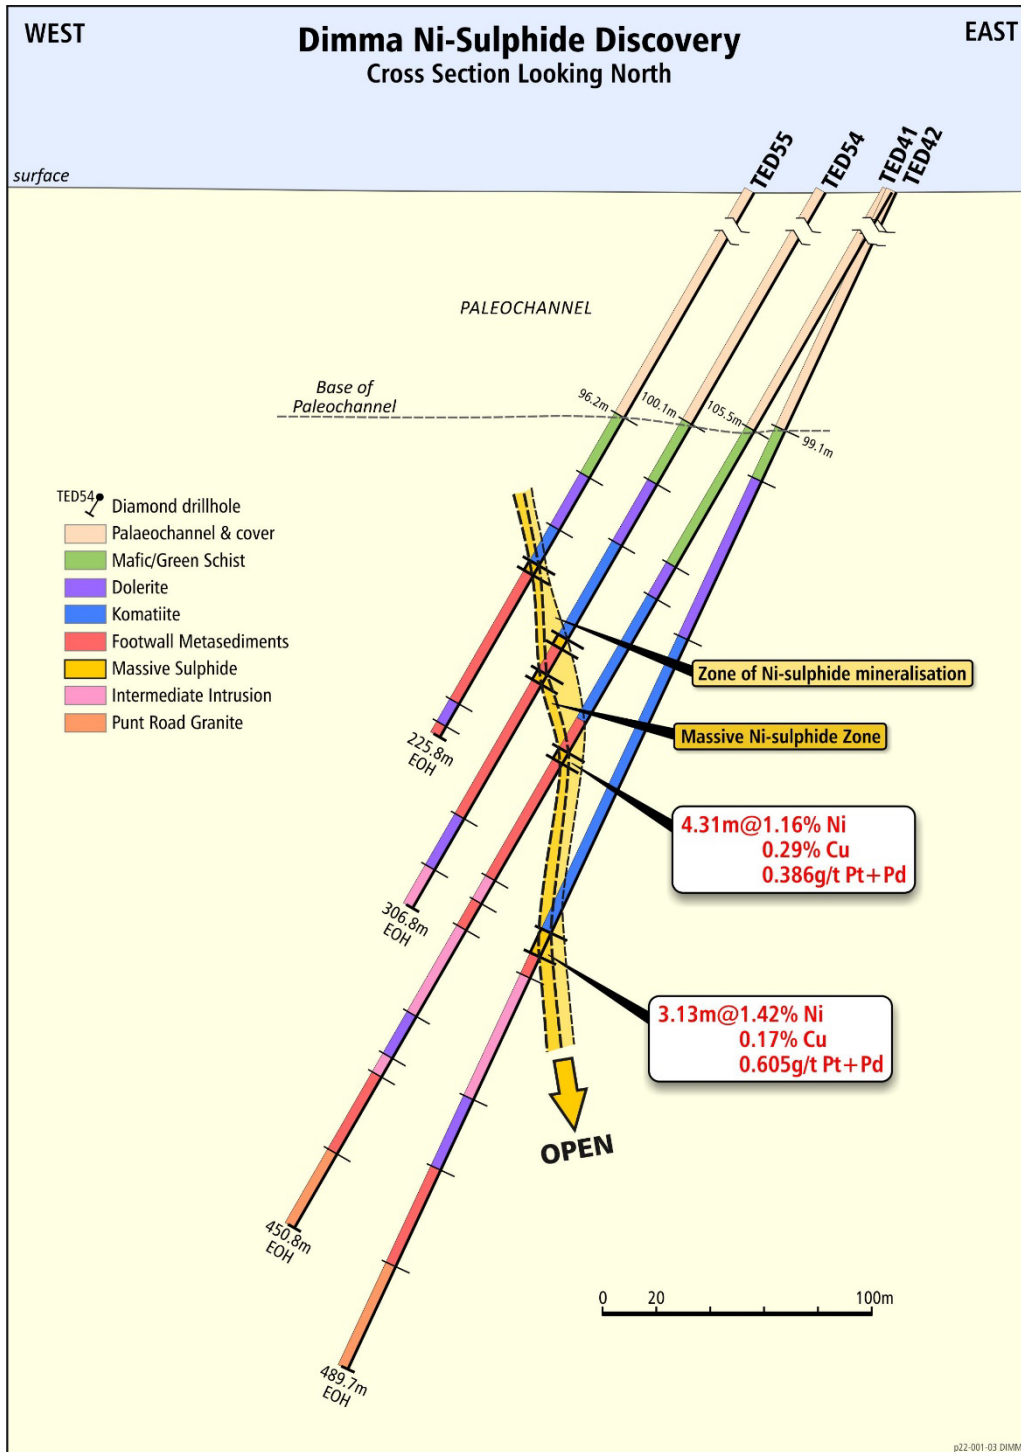 WEST
EAST
Dimma Ni-Sulphide Discovery
Cross Section Looking North
surface
TED55
TED54
TED41
TED42
PALEOCHANNEL
Base of
Paleochannel
96.2m
100.1m
105.5m
99.1m
TED54
Diamond drillhole
Palaeochannel & cover
Mafic/Green Schist
Dolerite
Komatiite
Footwall Metasediments
Massive Sulphide
Intermediate Intrusion
Punt Road Granite
Zone of Ni-sulphide mineralisation
Massive Ni-sulphide Zone
225.8m
EOH
4.31m@1.16% Ni
0.29% Cu
0.386g/t Pt+Pd
306.8m
EOH
3.13m@1.42% Ni
0.17% Cu
0.605g/t Pt+Pd
OPEN
450.8m
EOH
0
20
100m
489.7m
EOH
p22-001-03 DIMM